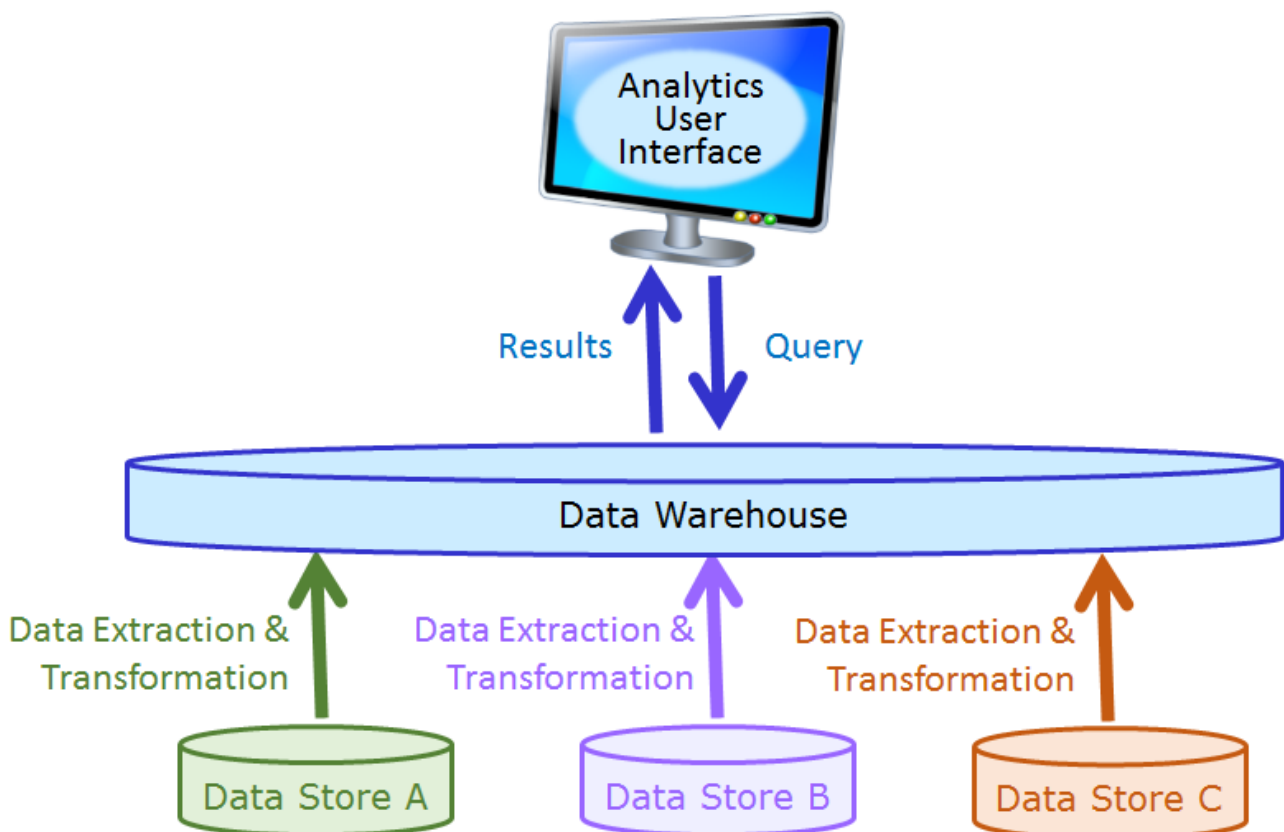 Analytics
User
Interface
Results
Query
Data Warehouse
Data Extraction &
Transformation
Data Extraction &
Transformation
Data Extraction &
Transformation
Data Store A
Data Store B
Data Store C